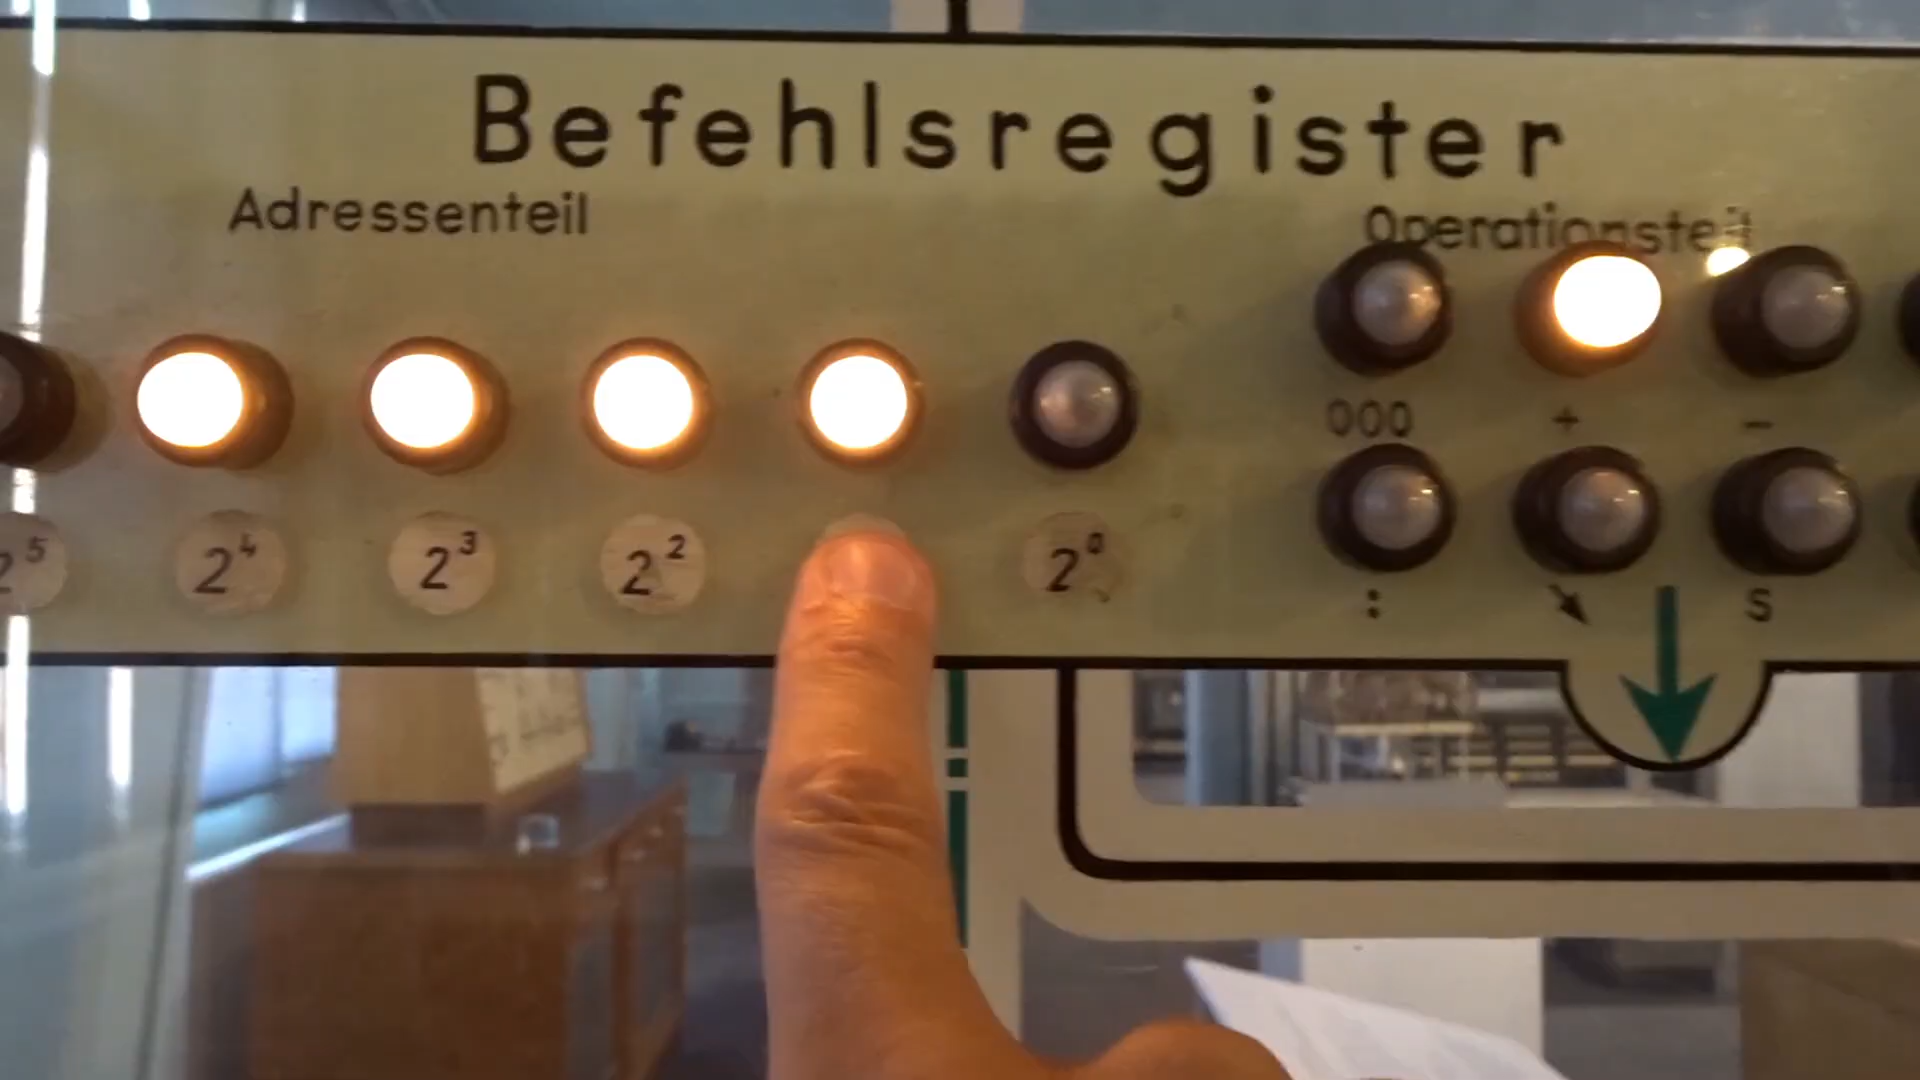 Befehlsregister
Adressenteil
Operationsteil
000 + -
2⁵ 2⁴ 2³ 2² 2⁰
: ↘ S